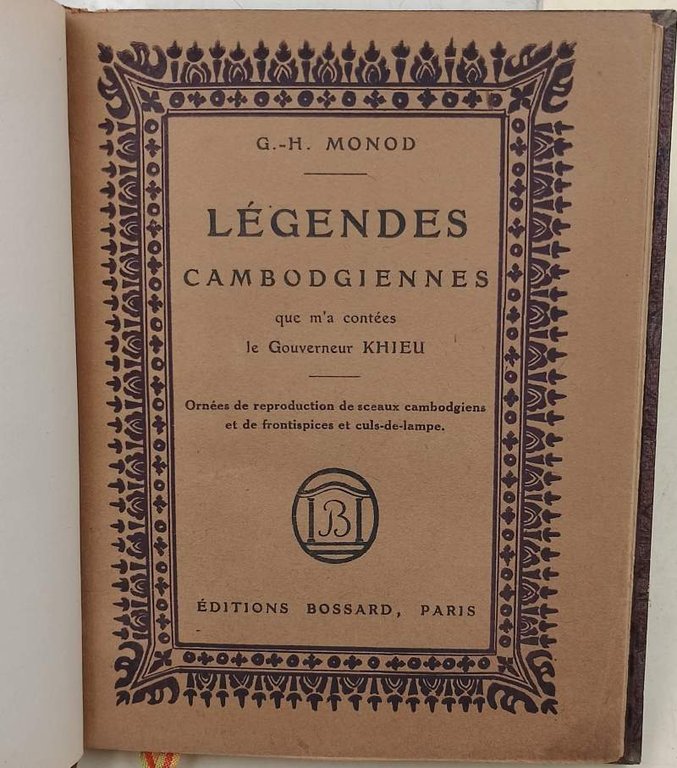 G.-H. MONOD
LÉGENDES
CAMBODGIENNES
que m'a contées
le Gouverneur KHIEU
Ornées de reproduction de sceaux cambodgiens
et de frontispices et culs-de-lampe.
B
ÉDITIONS BOSSARD, PARIS